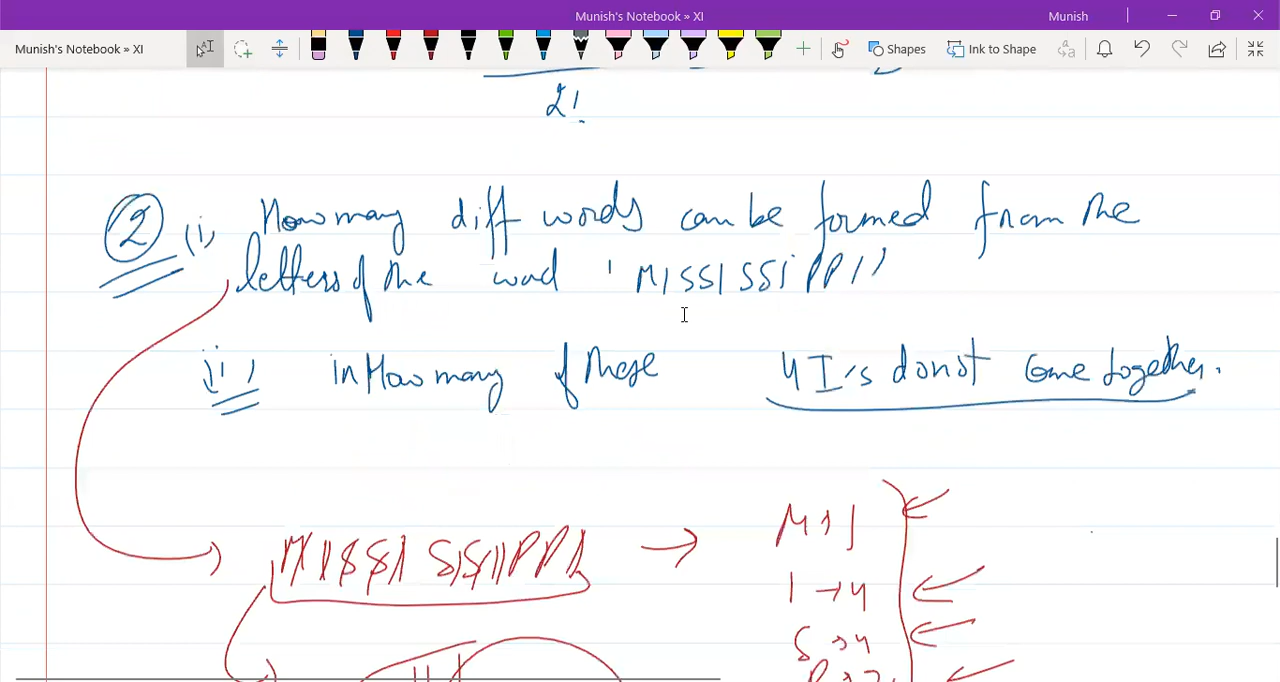 Munish's Notebook » XI
Munish
Munish's Notebook » XI
Shapes
Ink to Shape
2!
② (i) How many diff words can be formed from the
letters of the word 'MISSISSiPPI'
(ii) in How many of these 4 I's donot Come together.
MISSISSIPPI → M → 1
I → 4
S → 4
P → 2